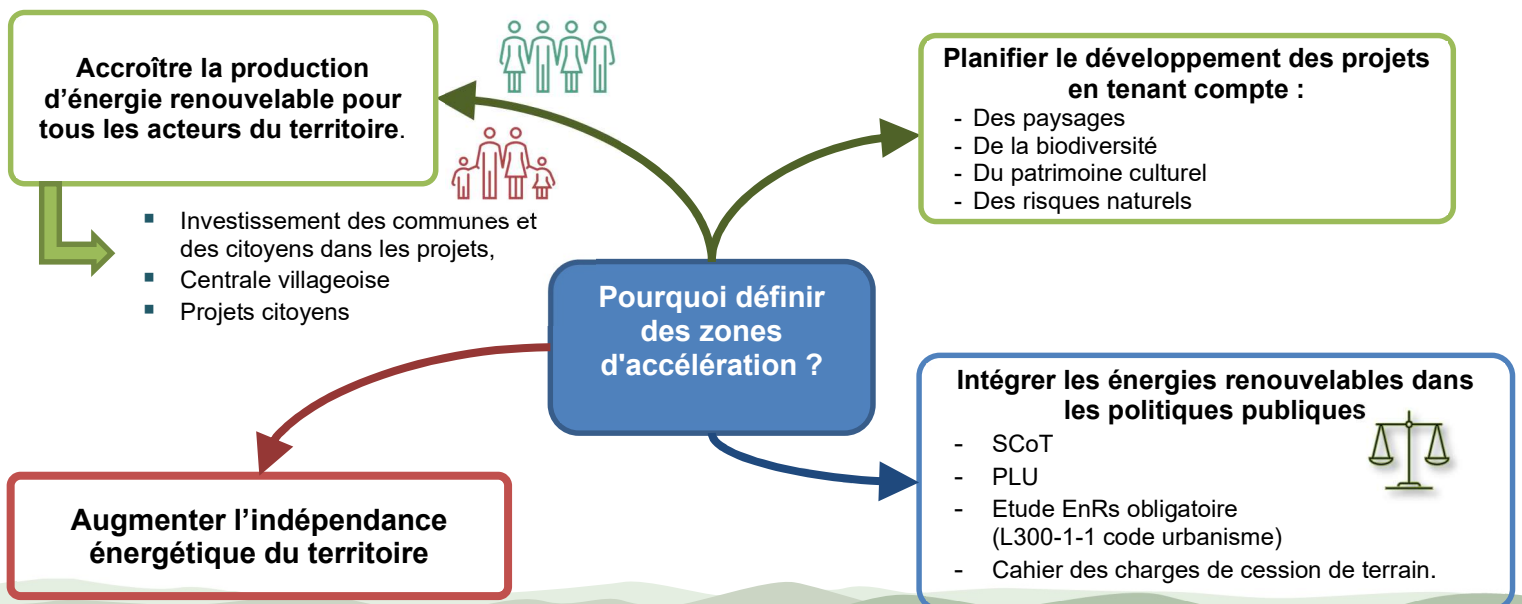 Accroître la production
d’énergie renouvelable pour
tous les acteurs du territoire.
▪ Investissement des communes et
des citoyens dans les projets,
▪ Centrale villageoise
▪ Projets citoyens
Planifier le développement des projets
en tenant compte :
- Des paysages
- De la biodiversité
- Du patrimoine culturel
- Des risques naturels
Pourquoi définir
des zones
d'accélération ?
Augmenter l’indépendance
énergétique du territoire
Intégrer les énergies renouvelables dans
les politiques publiques
- SCoT
- PLU
- Etude EnRs obligatoire
(L300-1-1 code urbanisme)
- Cahier des charges de cession de terrain.